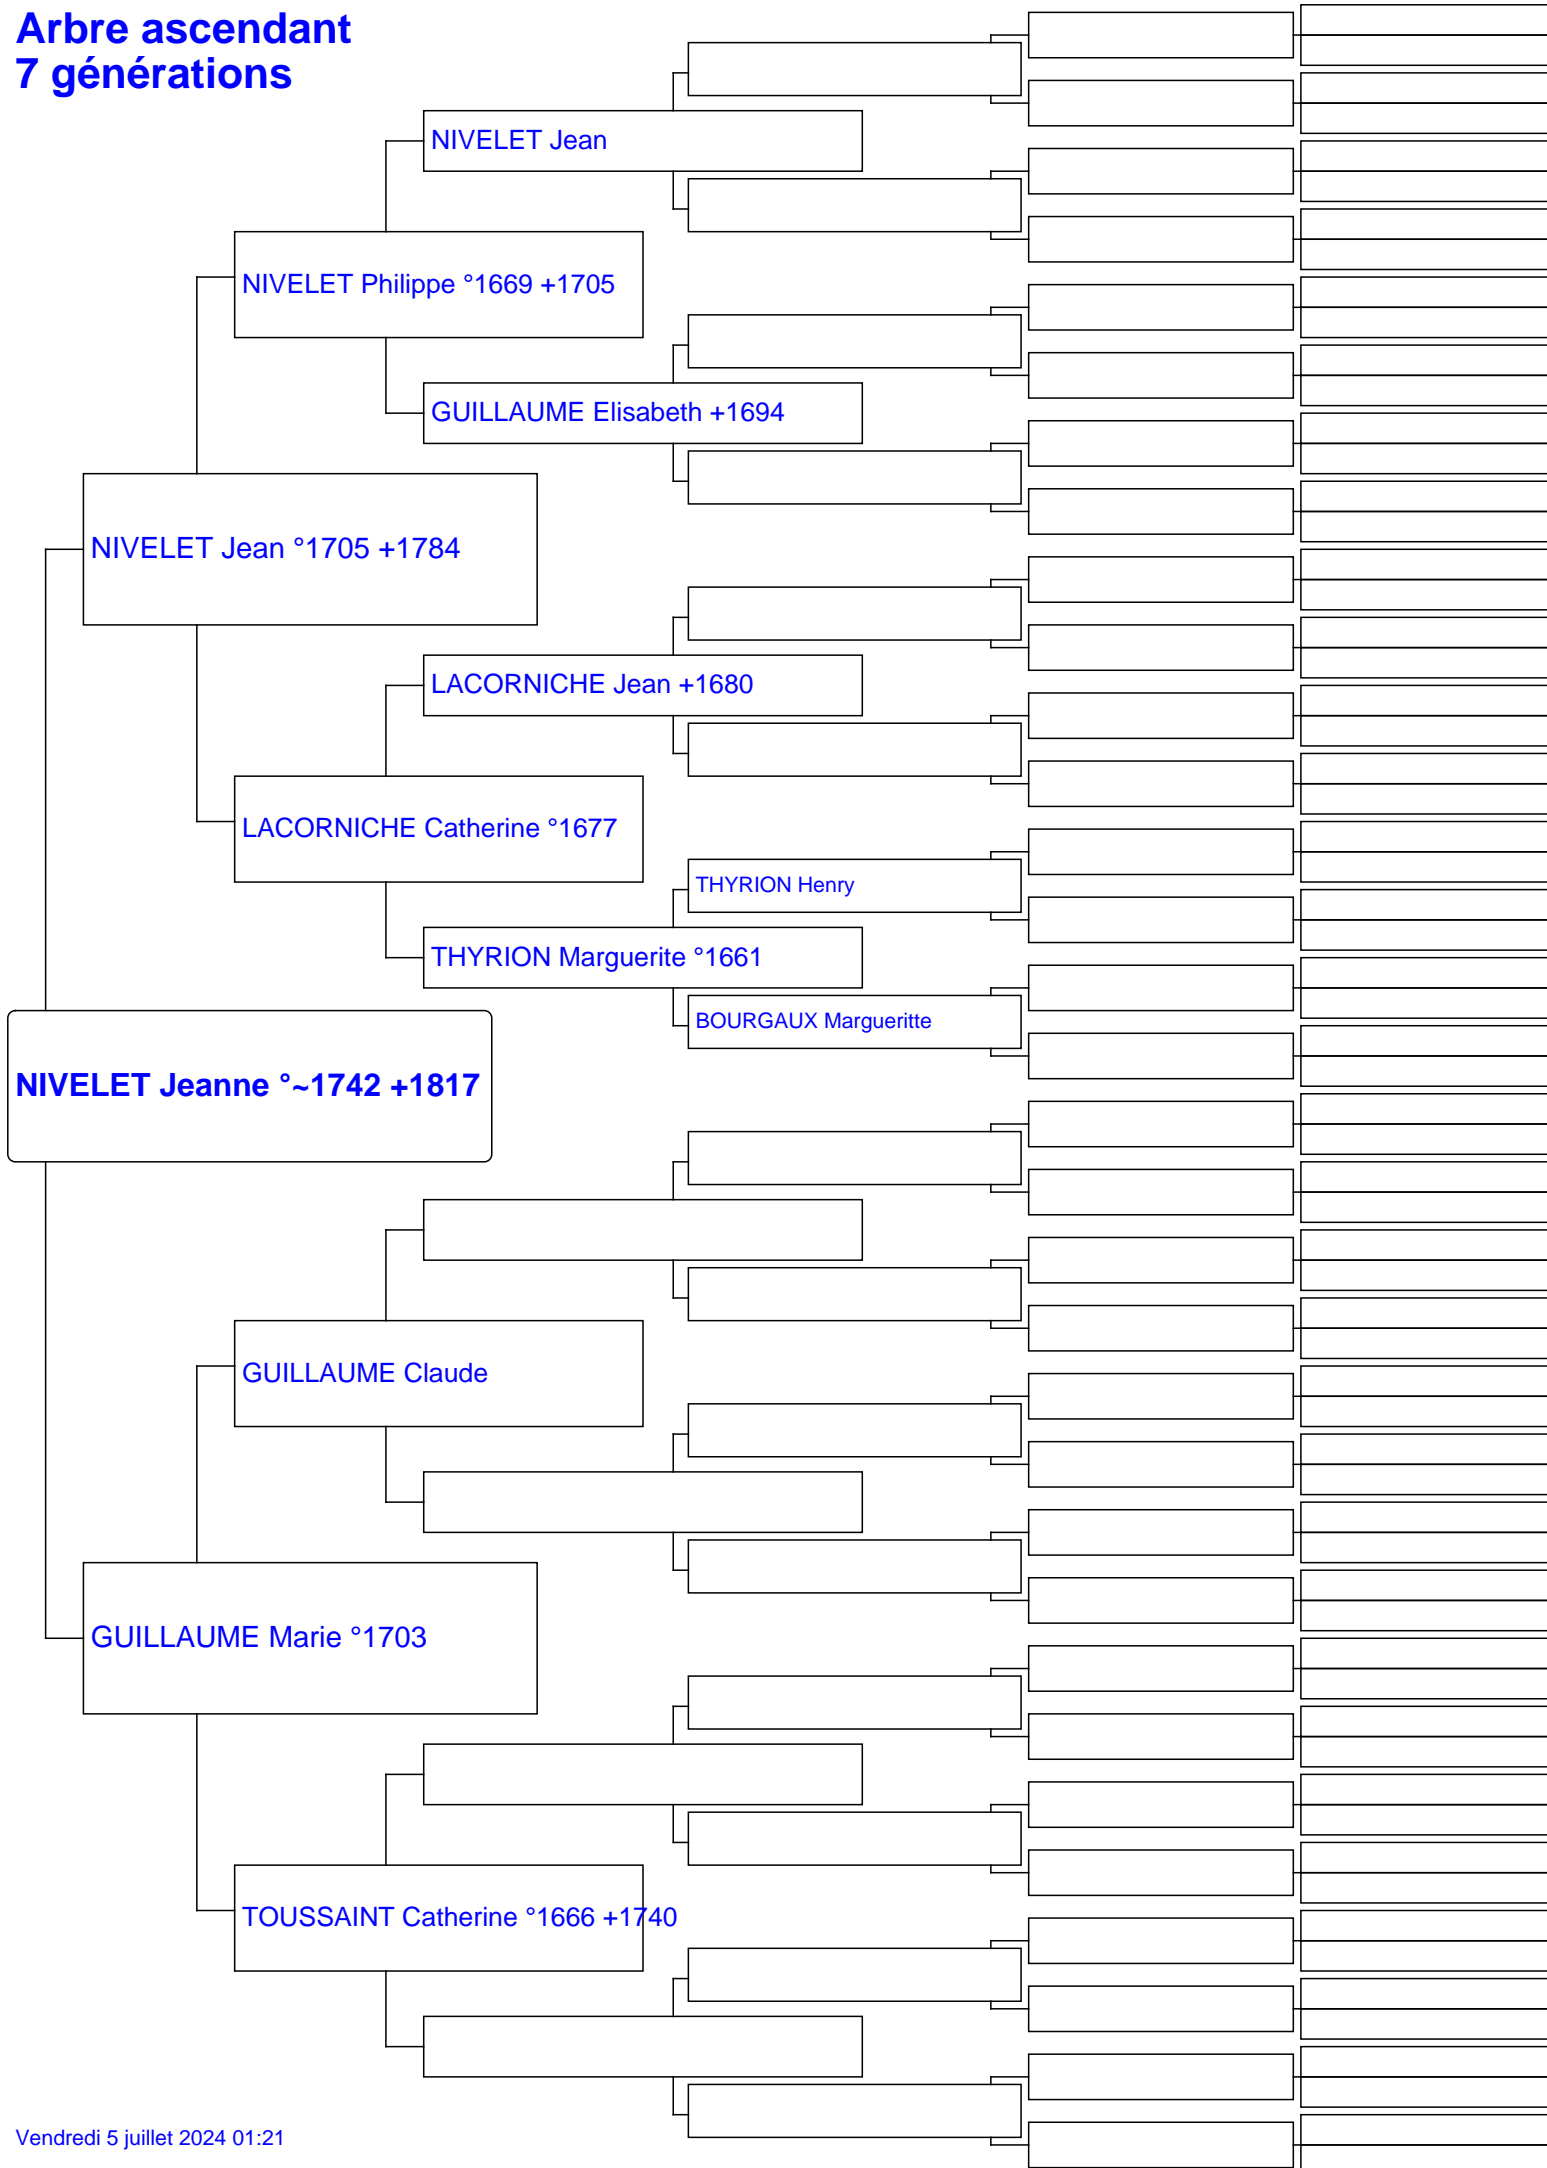 Arbre ascendant
7 générations
NIVELET Jean
NIVELET Philippe °1669 +1705
GUILLAUME Elisabeth +1694
NIVELET Jean °1705 +1784
LACORNICHE Jean +1680
LACORNICHE Catherine °1677
THYRION Henry
THYRION Marguerite °1661
BOURGAUX Margueritte
NIVELET Jeanne °~1742 +1817
GUILLAUME Claude
GUILLAUME Marie °1703
TOUSSAINT Catherine °1666 +1740
Vendredi 5 juillet 2024 01:21